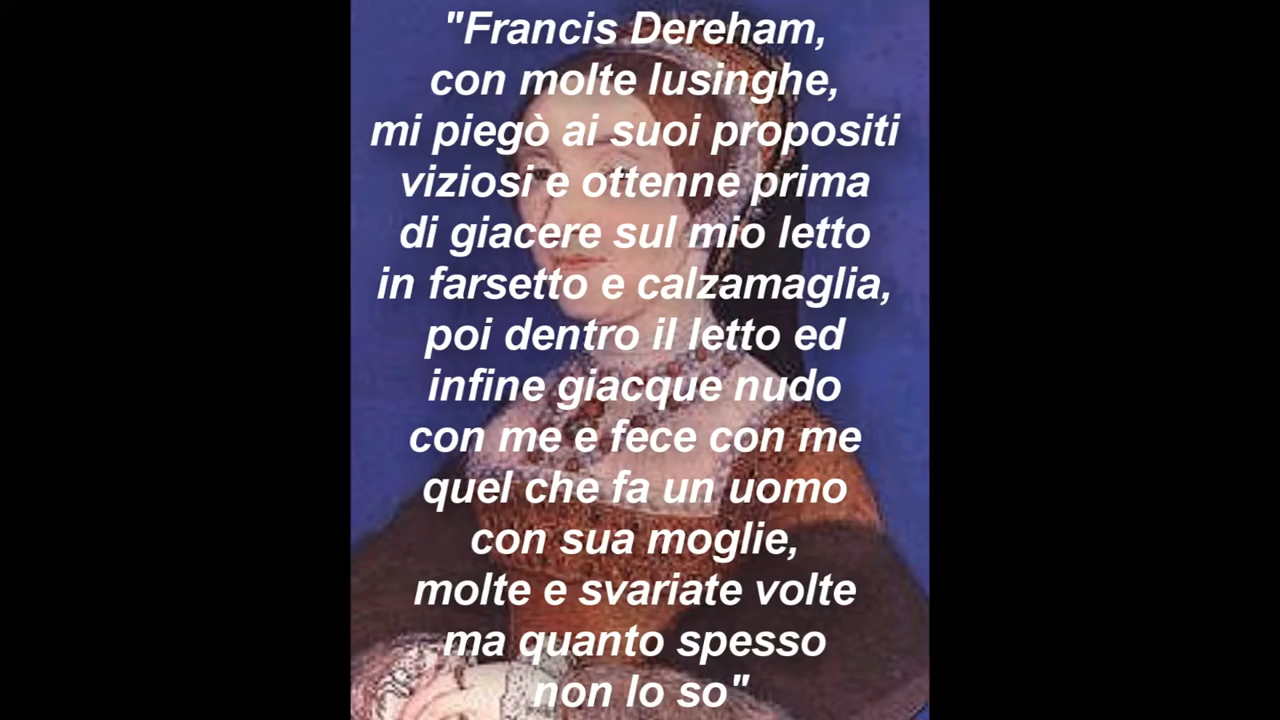 "Francis Dereham,
con molte lusinghe,
mi piegò ai suoi propositi
viziosi e ottenne prima
di giacere sul mio letto
in farsetto e calzamaglia,
poi dentro il letto ed
infine giacque nudo
con me e fece con me
quel che fa un uomo
con sua moglie,
molte e svariate volte
ma quanto spesso
non lo so"